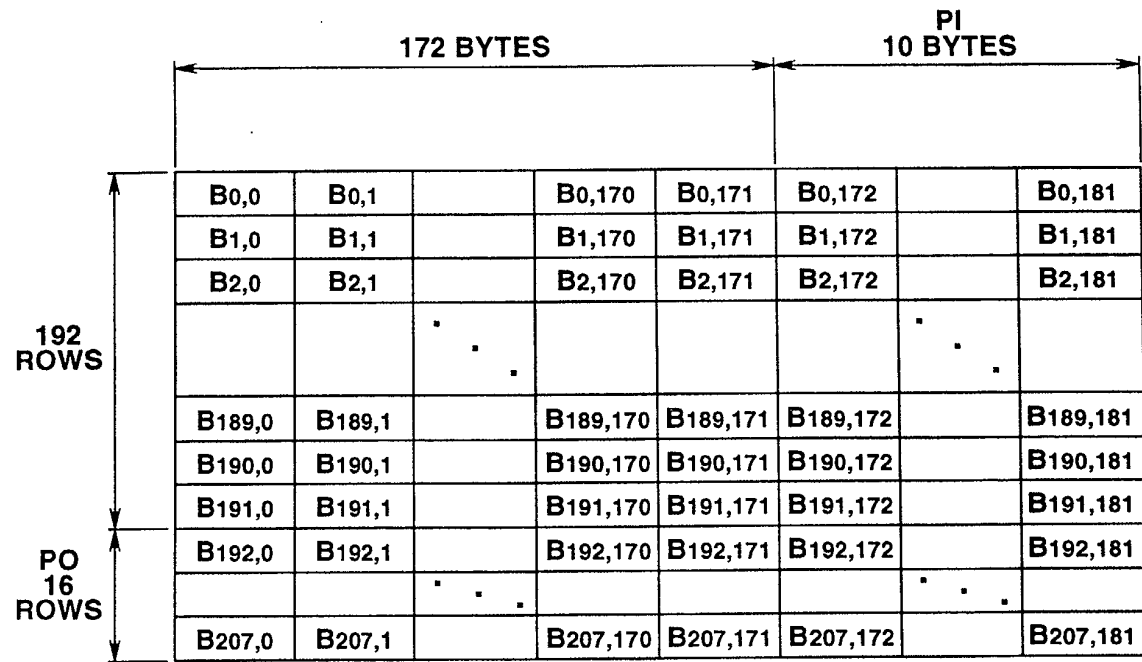 PI
172 BYTES 10 BYTES
B0,0 B0,1 B0,170 B0,171 B0,172 B0,181
B1,0 B1,1 B1,170 B1,171 B1,172 B1,181
B2,0 B2,1 B2,170 B2,171 B2,172 B2,181
192
ROWS
B189,0 B189,1 B189,170 B189,171 B189,172 B189,181
B190,0 B190,1 B190,170 B190,171 B190,172 B190,181
B191,0 B191,1 B191,170 B191,171 B191,172 B191,181
B192,0 B192,1 B192,170 B192,171 B192,172 B192,181
PO
16
ROWS
B207,0 B207,1 B207,170 B207,171 B207,172 B207,181